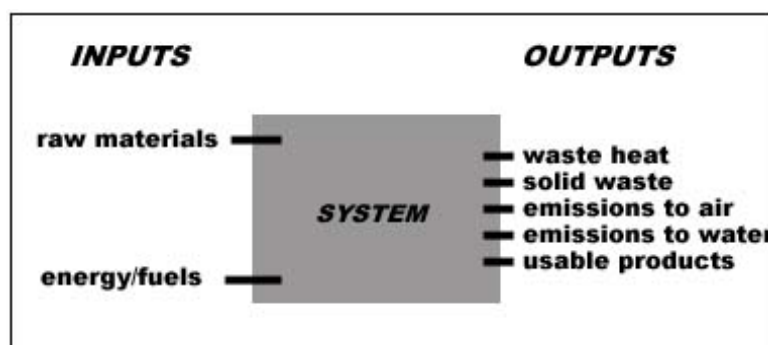 INPUTS
OUTPUTS
raw materials
waste heat
solid waste
SYSTEM
emissions to air
emissions to water
energy/fuels
usable products